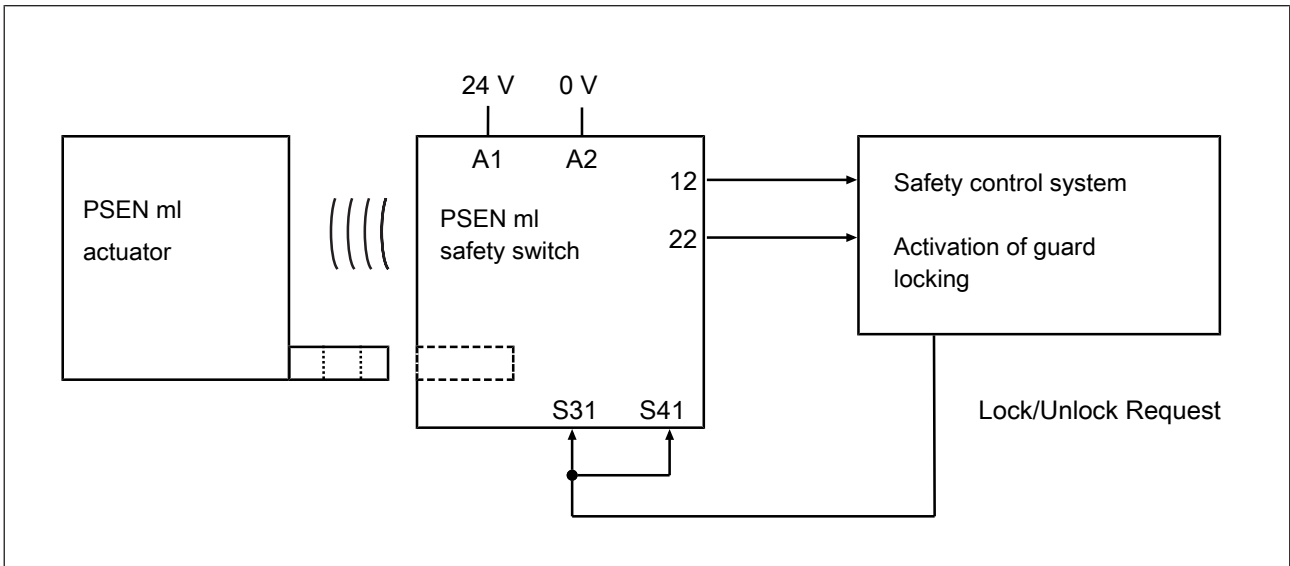 24 V
0 V
A1
A2
PSEN ml
actuator
PSEN ml
safety switch
12
22
Safety control system
Activation of guard
locking
S31
S41
Lock/Unlock Request